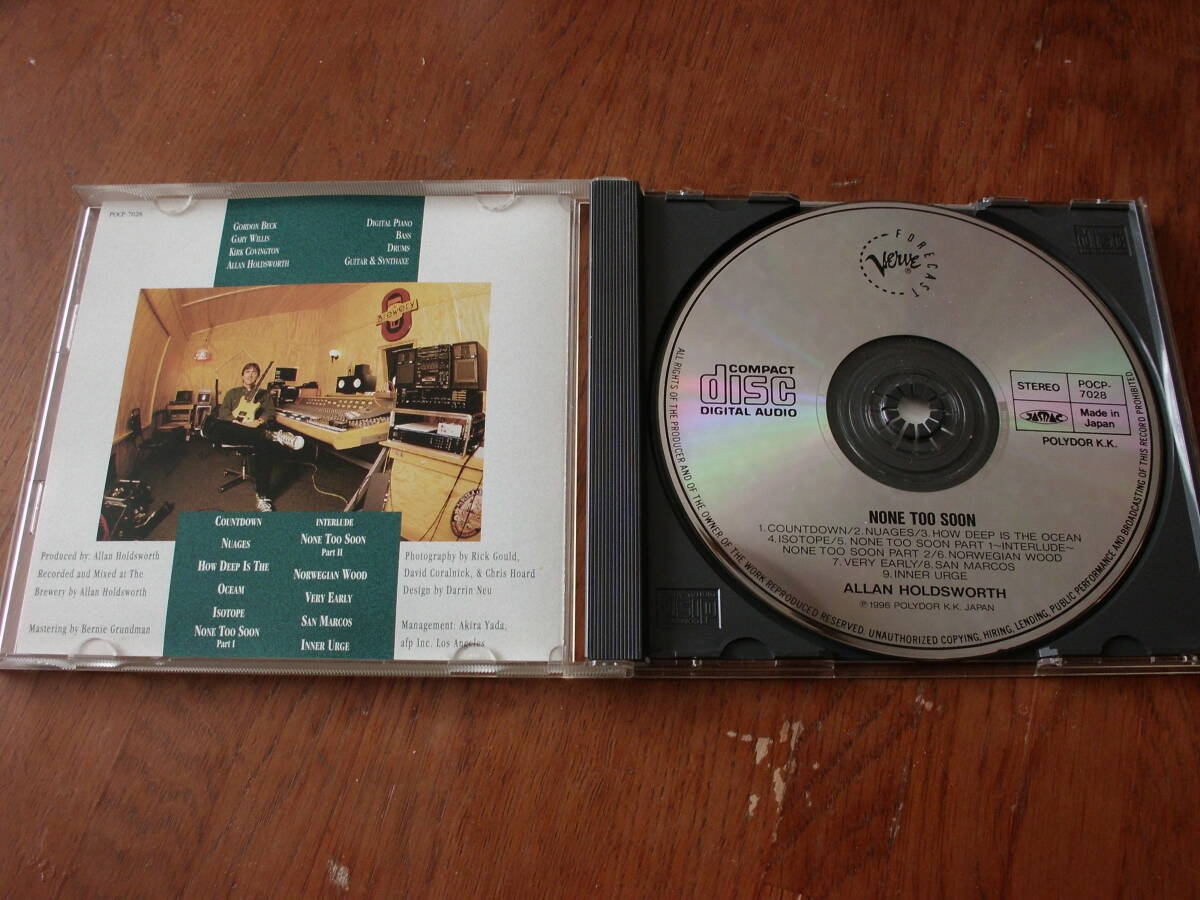 POCP-7028
GORDON BECK DIGITAL PIANO
GARY WILLIS BASS
KIRK COVINGTON DRUMS
ALLAN HOLDSWORTH GUITAR & SYNTHAXE
Brewery
COUNTDOWN
NUAGES
HOW DEEP IS THE
OCEAM
ISOTOPE
NONE TOO SOON
Part I
INTERLUDE
NONE TOO SOON
Part II
NORWEGIAN WOOD
VERY EARLY
SAN MARCOS
INNER URGE
Produced by: Allan Holdsworth
Recorded and Mixed at The
Brewery by Allan Holdsworth
Mastering by Bernie Grundman
Photography by Rick Gould,
David Coralnick, & Chris Hoard
Design by Darrin Neu
Management: Akira Yada,
afp Inc. Los Angeles
Verve®
FORECAST
COMPACT
disc
DIGITAL AUDIO
STEREO
POCP-
7028
JASRAC
Made in
Japan
POLYDOR K.K.
NONE TOO SOON
1.COUNTDOWN/2.NUAGES/3.HOW DEEP IS THE OCEAN
4.ISOTOPE/5. NONE TOO SOON PART 1~INTERLUDE~
NONE TOO SOON PART 2/6.NORWEGIAN WOOD
7.VERY EARLY/8.SAN MARCOS
9.INNER URGE
ALLAN HOLDSWORTH
℗1996 POLYDOR K.K. JAPAN
ALL RIGHTS OF THE PRODUCER AND OF THE OWNER OF THE WORK REPRODUCED RESERVED. UNAUTHORIZED COPYING, HIRING, LENDING, PUBLIC PERFORMANCE AND BROADCASTING OF THIS RECORD PROHIBITED.
disc
disc